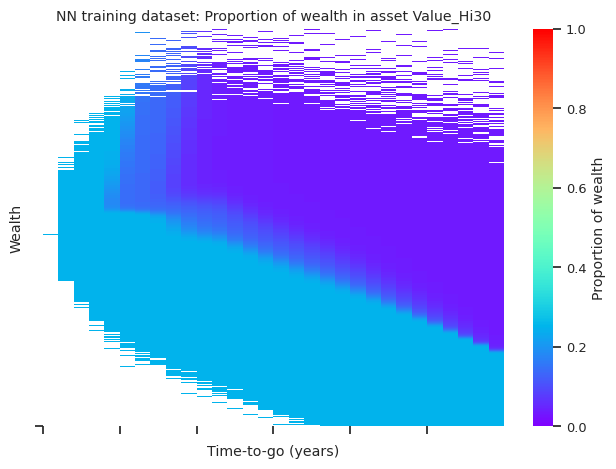 NN training dataset: Proportion of wealth in asset Value_Hi30
Wealth
Time-to-go (years)
1.0
0.8
0.6
0.4
0.2
0.0
Proportion of wealth